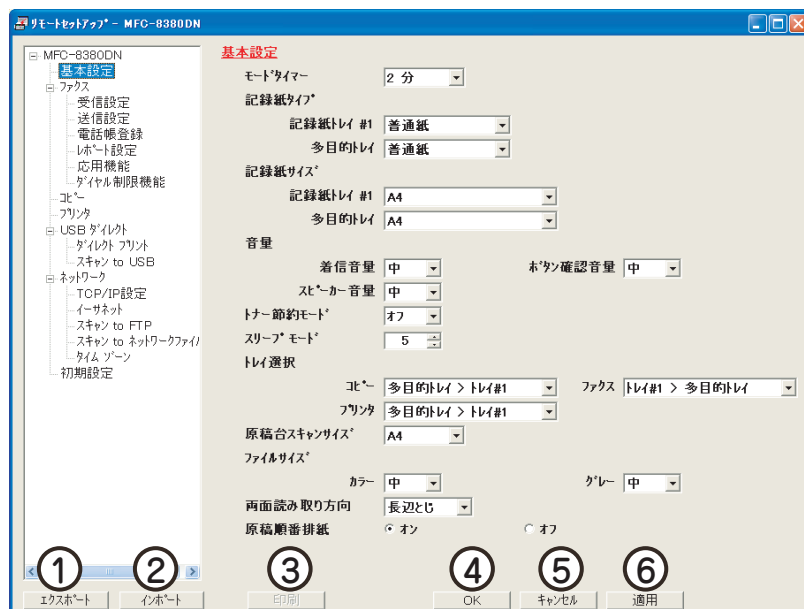 リモートセットアップ - MFC-8380DN
MFC-8380DN
基本設定
ファクス
受信設定
送信設定
電話帳登録
レポート設定
応用機能
ダイヤル制限機能
コピー
プリンタ
USB ダイレクト
ダイレクト プリント
スキャン to USB
ネットワーク
TCP/IP設定
イーサネット
スキャン to FTP
スキャン to ネットワークファイル
タイム ゾーン
初期設定
基本設定
モードタイマー 2 分
記録紙タイプ
記録紙トレイ #1 普通紙
多目的トレイ 普通紙
記録紙サイズ
記録紙トレイ #1 A4
多目的トレイ A4
音量
着信音量 中 ボタン確認音量 中
スピーカー音量 中
トナー節約モード オフ
スリープ モード 5
トレイ選択
コピー 多目的トレイ > トレイ#1 ファクス トレイ#1 > 多目的トレイ
プリンタ 多目的トレイ > トレイ#1
原稿台スキャンサイズ A4
ファイルサイズ
カラー 中 グレー 中
両面読み取り方向 長辺とじ
原稿順番排紙 オン オフ
① ② ③ ④ ⑤ ⑥
エクスポート インポート 印刷 OK キャンセル 適用